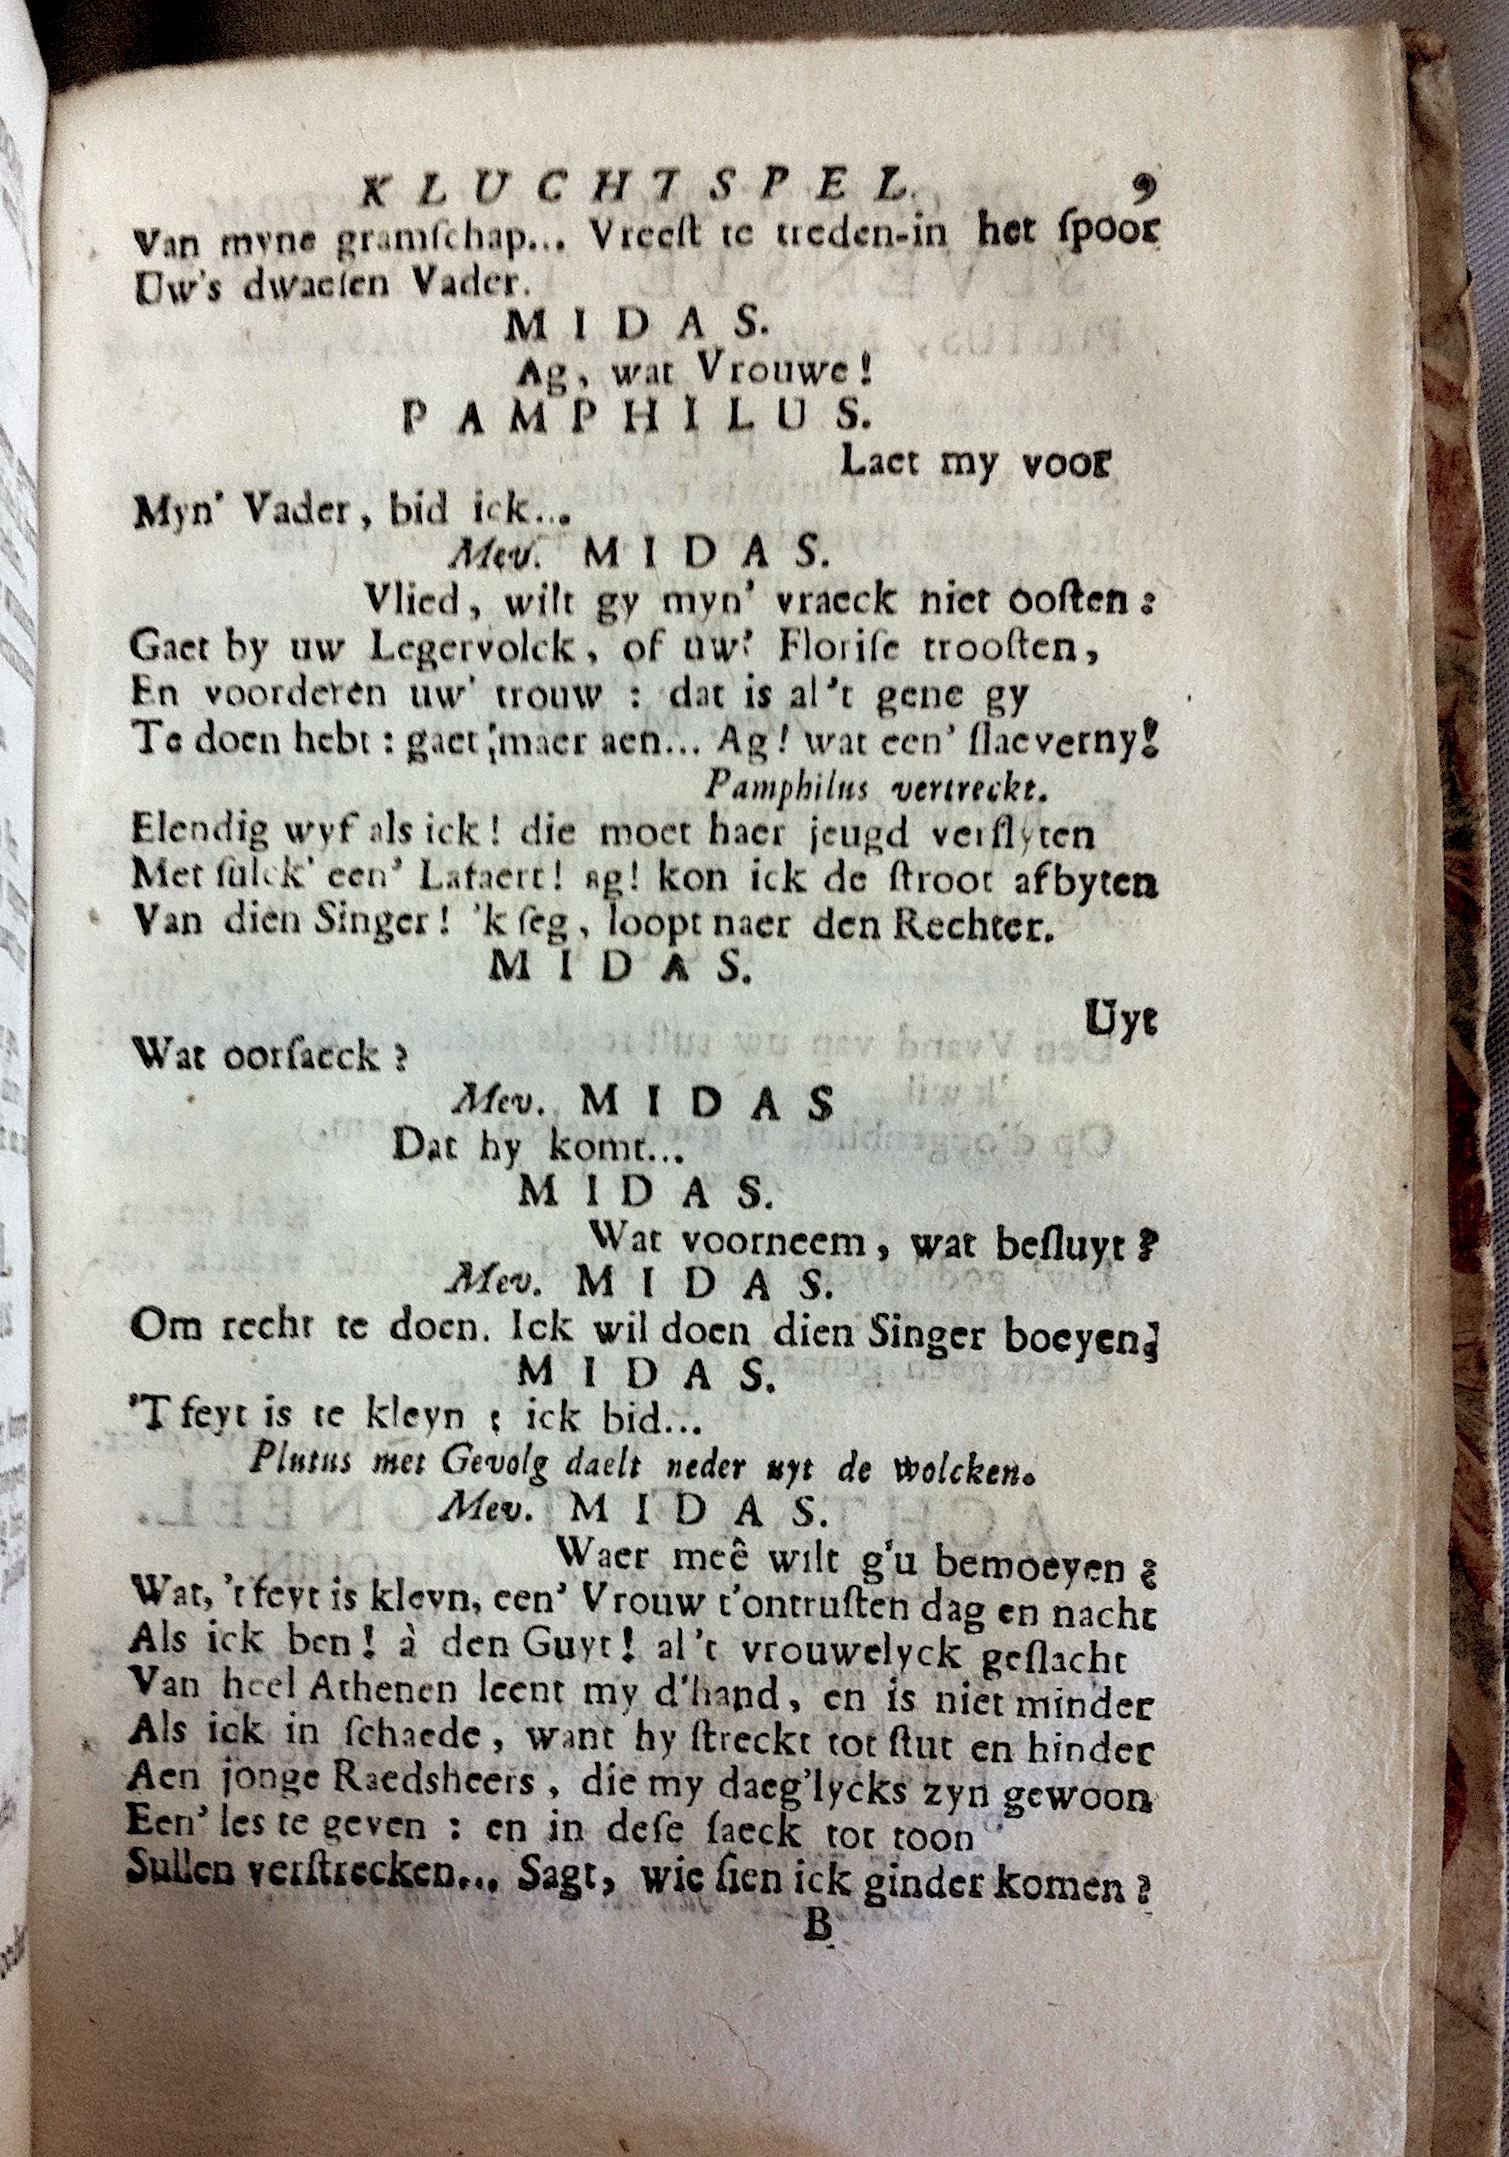 KLUCHTSPEL. 9
Van myne gramſchap... Vreeſt te treden-in het ſpoor
Uw's dwaeſen Vader.
MIDAS.
Ag, wat Vrouwe!
PAMPHILUS.
Laet my voor
Myn' Vader, bid ick...
Mev. MIDAS.
Vlied, wilt gy myn' vraeck niet ooſten:
Gaet by uw Legervolck, of uw' Floriſe trooſten,
En voorderen uw' trouw: dat is al't gene gy
Te doen hebt: gaet maer aen... Ag! wat een' ſlaeverny!
Pamphilus vertreckt.
Elendig wyf als ick! die moet haer jeugd verſlyten
Met ſulck' een' Lafaert! ag! kon ick de ſtroot afbyten
Van dien Singer! 'k ſeg, loopt naer den Rechter.
MIDAS.
Uyt
Wat oorſaeck?
Mev. MIDAS
Dat hy komt...
MIDAS.
Wat voorneem, wat beſluyt?
Mev. MIDAS.
Om recht te doen. Ick wil doen dien Singer boeyen;
MIDAS.
'T feyt is te kleyn: ick bid...
Plutus met Gevolg daelt neder uyt de wolcken.
Mev. MIDAS.
Waer meê wilt g'u bemoeyen?
Wat, 't feyt is kleyn, een' Vrouw t'ontruſten dag en nacht
Als ick ben! à den Guyt! al't vrouwelyck geſlacht
Van heel Athenen leent my d'hand, en is niet minder
Als ick in ſchaede, want hy ſtreckt tot ſtut en hinder
Aen jonge Raedsheers, die my daeg'lycks zyn gewoon
Een' les te geven: en in deſe ſaeck tot toon
Sullen verſtrecken... Sagt, wie ſien ick ginder komen?
B